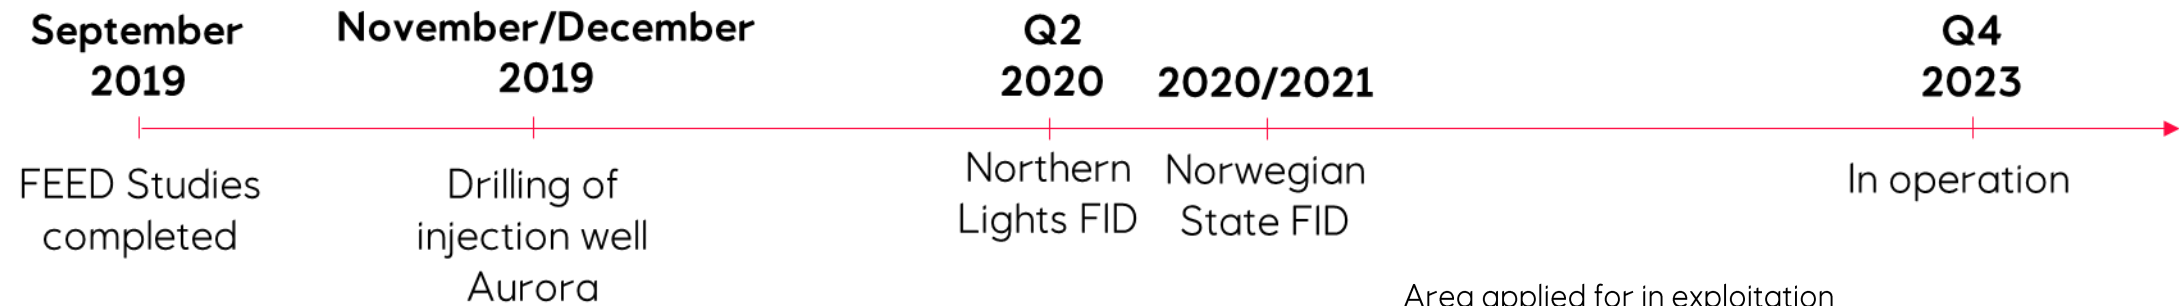 September
2019
FEED Studies
completed
November/December
2019
Drilling of
injection well
Aurora
Q2
2020
Northern
Lights FID
2020/2021
Norwegian
State FID
Q4
2023
In operation
Area applied for in exploitation